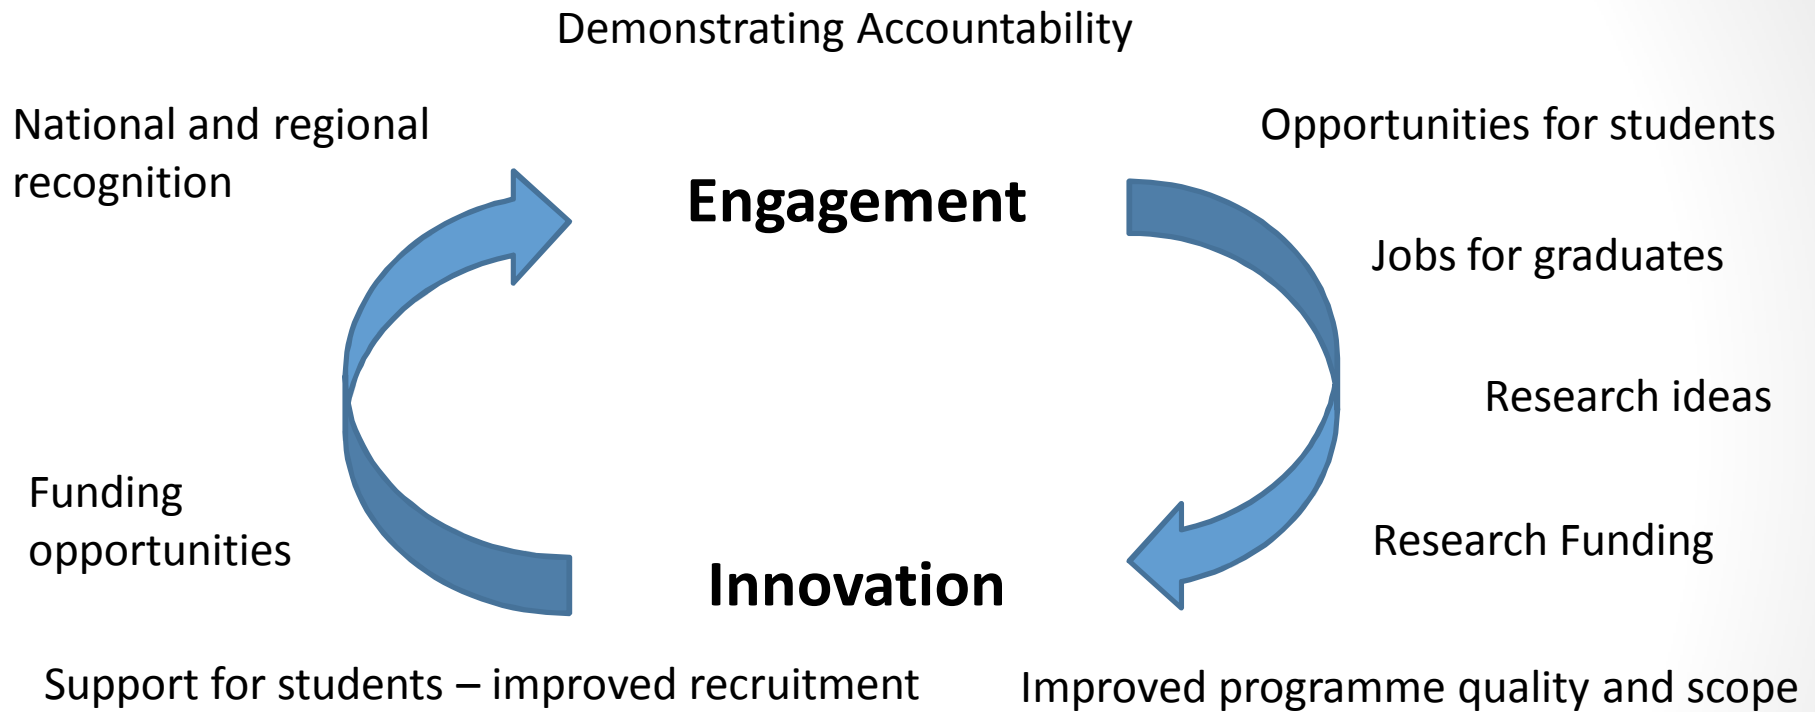 Demonstrating Accountability
National and regional
recognition
Opportunities for students
Engagement
Jobs for graduates
Research ideas
Funding
opportunities
Research Funding
Innovation
Support for students – improved recruitment
Improved programme quality and scope